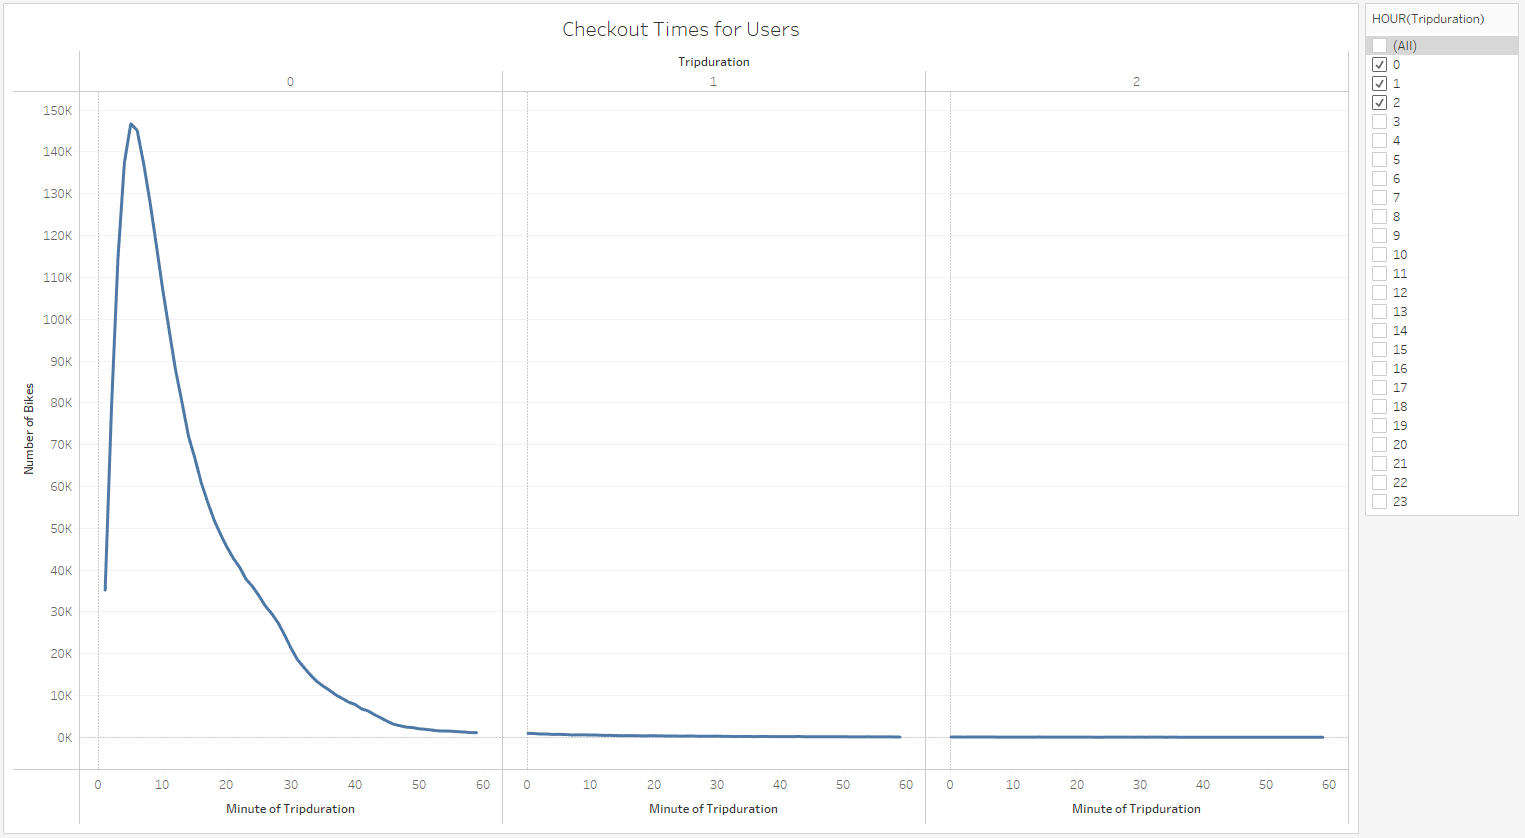 Checkout Times for Users
Tripduration
0 1 2
150K
140K
130K
120K
110K
100K
90K
80K
70K
60K
50K
40K
30K
20K
10K
0K
Number of Bikes
0 10 20 30 40 50 60 0 10 20 30 40 50 60 0 10 20 30 40 50 60
Minute of Tripduration Minute of Tripduration Minute of Tripduration
HOUR(Tripduration)
(All)
0
1
2
3
4
5
6
7
8
9
10
11
12
13
14
15
16
17
18
19
20
21
22
23